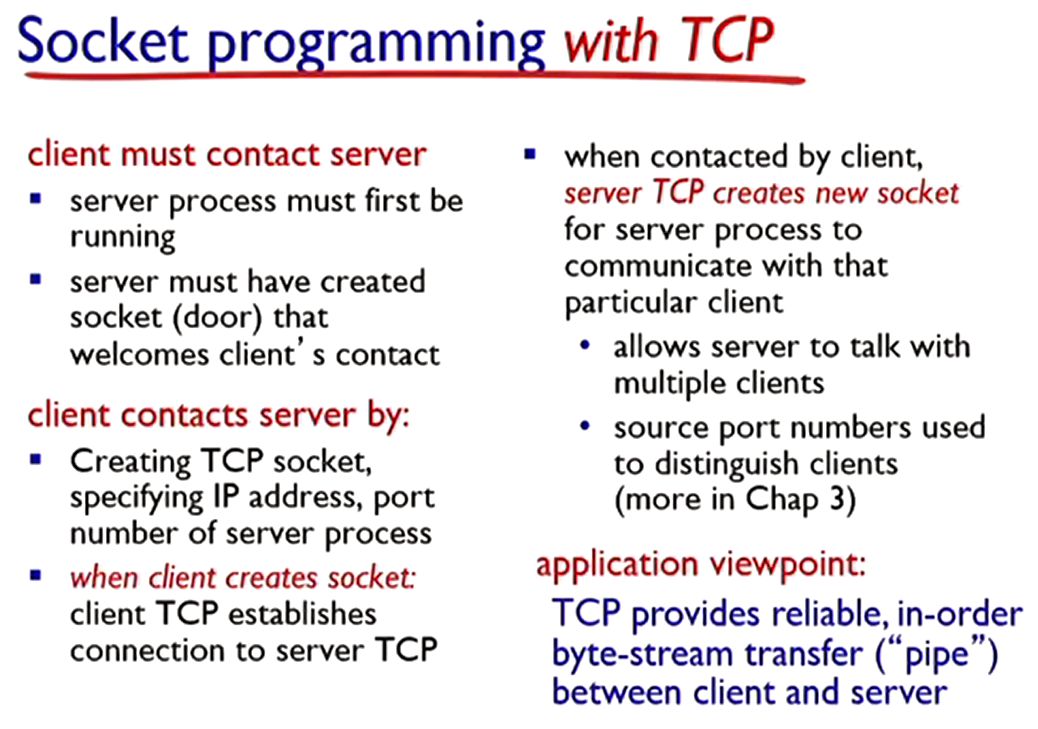 Socket programming with TCP
client must contact server
▪ server process must first be
running
▪ server must have created
socket (door) that
welcomes client’s contact
client contacts server by:
▪ Creating TCP socket,
specifying IP address, port
number of server process
▪ when client creates socket:
client TCP establishes
connection to server TCP
▪ when contacted by client,
server TCP creates new socket
for server process to
communicate with that
particular client
• allows server to talk with
multiple clients
• source port numbers used
to distinguish clients
(more in Chap 3)
application viewpoint:
TCP provides reliable, in-order
byte-stream transfer (“pipe”)
between client and server